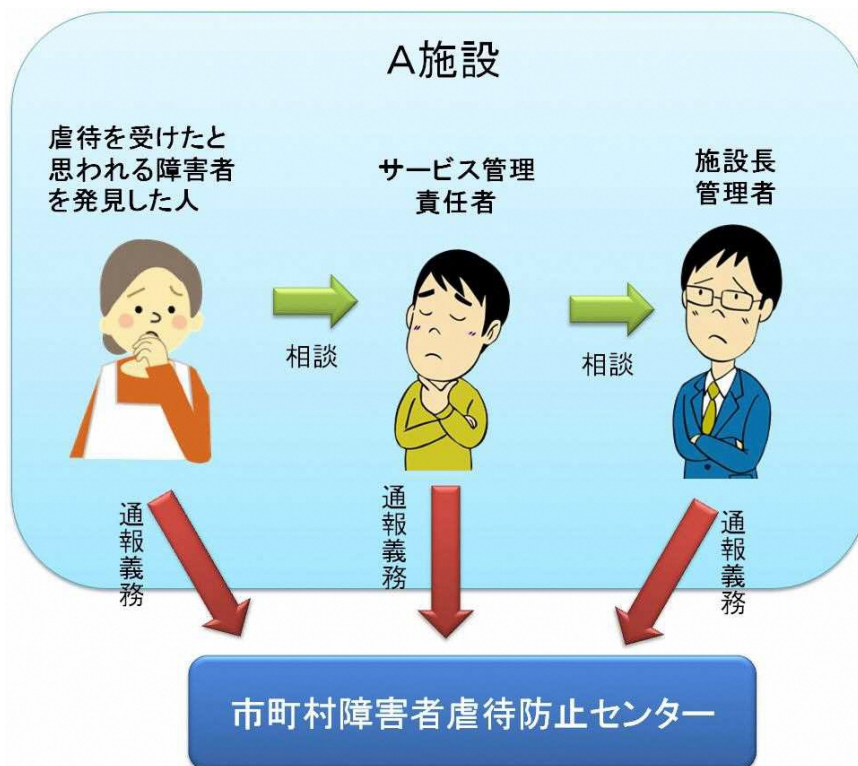 A施設
虐待を受けたと
思われる障害者
を発見した人
サービス管理
責任者
施設長
管理者
相談
相談
通報義務
通報義務
通報義務
市町村障害者虐待防止センター